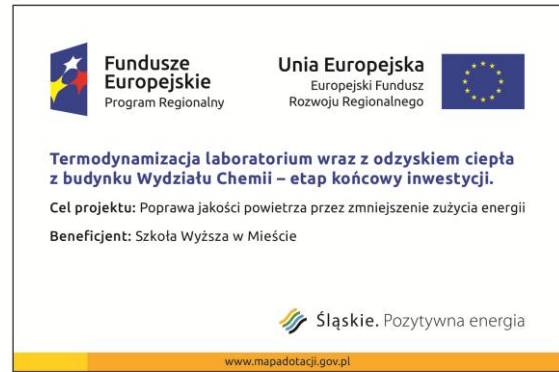 Fundusze
Europejskie
Program Regionalny
Unia Europejska
Europejski Fundusz
Rozwoju Regionalnego
Termodynamizacja laboratorium wraz z odzyskiem ciepła
z budynku Wydziału Chemii – etap końcowy inwestycji.
Cel projektu: Poprawa jakości powietrza przez zmniejszenie zużycia energii
Beneficjent: Szkoła Wyższa w Mieście
Śląskie. Pozytywna energia
www.mapadotacji.gov.pl